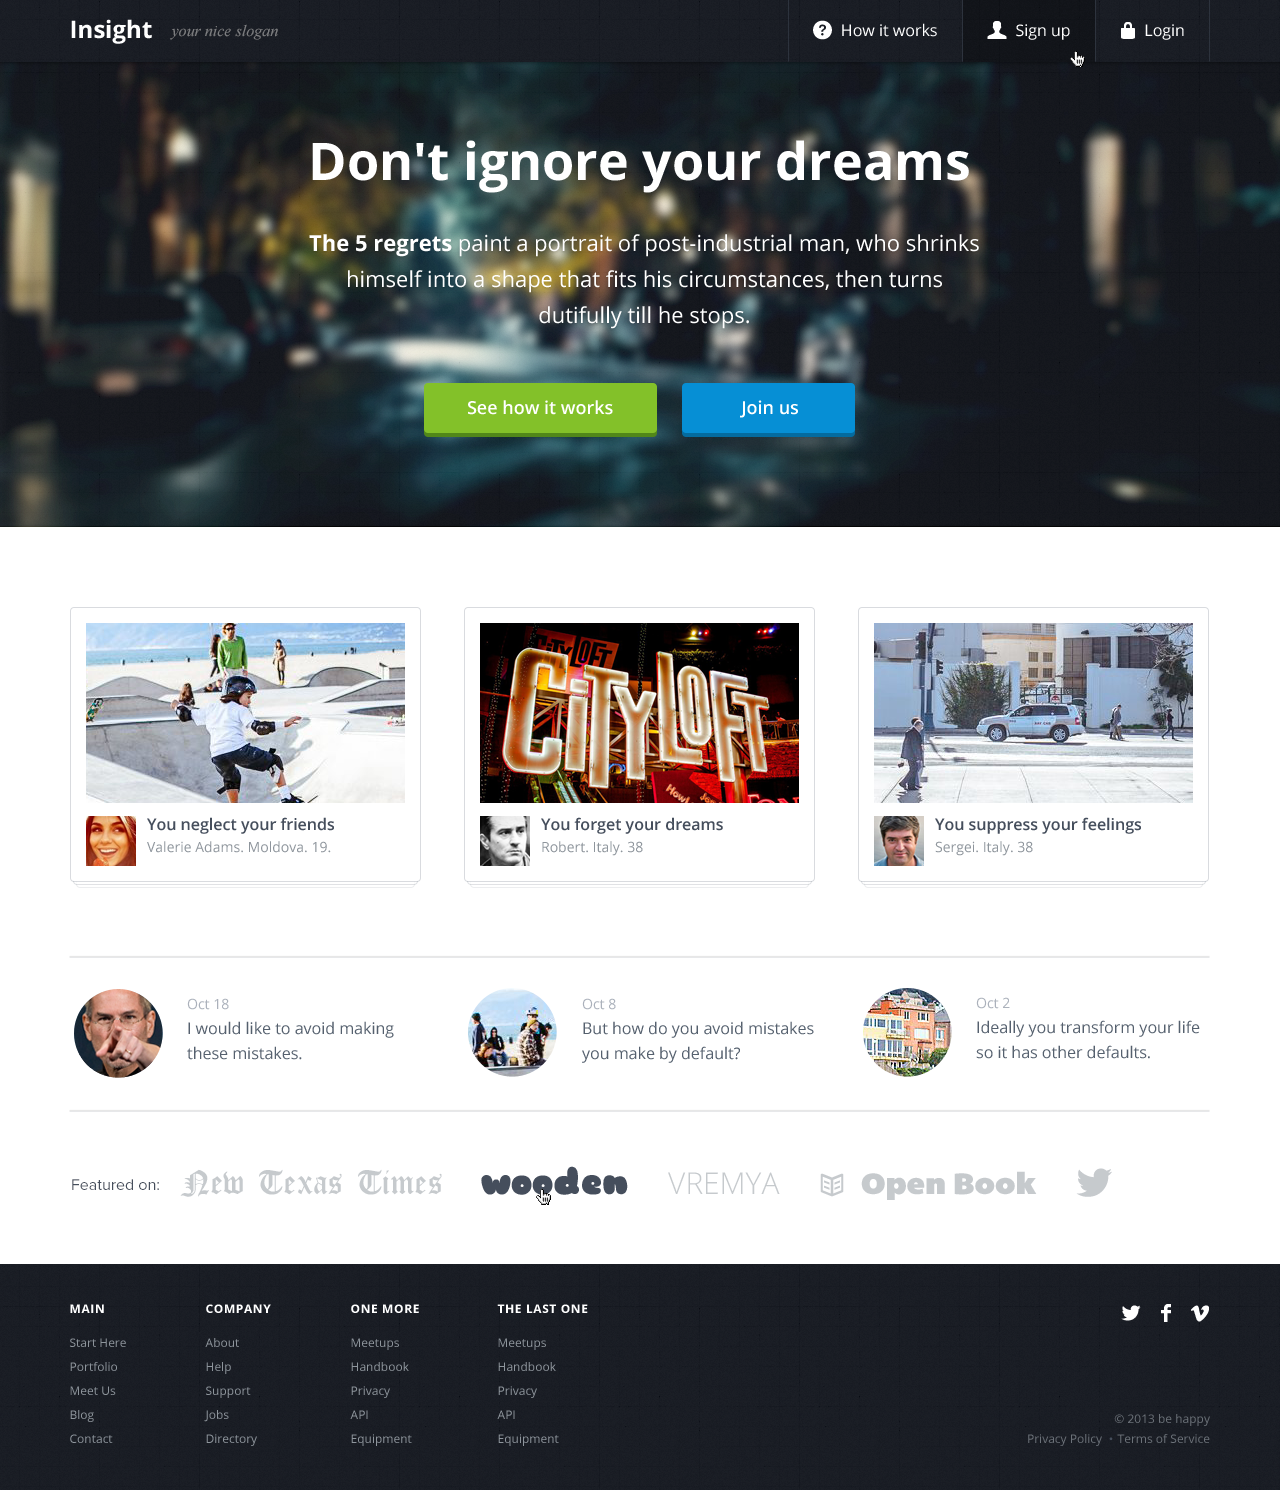 Insight your nice slogan
How it works
Sign up
Login
Don't ignore your dreams
The 5 regrets paint a portrait of post-industrial man, who shrinks
himself into a shape that fits his circumstances, then turns
dutifully till he stops.
See how it works
Join us
CITY LOFT
CITY LOFT
You neglect your friends
Valerie Adams. Moldova. 19.
You forget your dreams
Robert. Italy. 38
You suppress your feelings
Sergei. Italy. 38
Oct 18
I would like to avoid making
these mistakes.
Oct 8
But how do you avoid mistakes
you make by default?
Oct 2
Ideally you transform your life
so it has other defaults.
Featured on:
New Texas Times
wooden
VREMYA
Open Book
MAIN
Start Here
Portfolio
Meet Us
Blog
Contact
COMPANY
About
Help
Support
Jobs
Directory
ONE MORE
Meetups
Handbook
Privacy
API
Equipment
THE LAST ONE
Meetups
Handbook
Privacy
API
Equipment
© 2013 be happy
Privacy Policy · Terms of Service